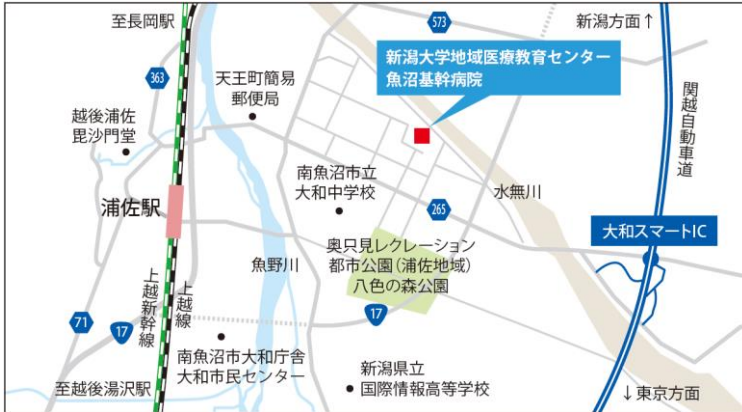 至長岡駅
573
新潟方面↑
新潟大学地域医療教育センター
魚沼基幹病院
363
天王町簡易
郵便局
関越自動車道
越後浦佐
毘沙門堂
南魚沼市立
大和中学校
水無川
浦佐駅
265
大和スマートIC
奥只見レクレーション
都市公園(浦佐地域)
八色の森公園
魚野川
上越新幹線
上越線
71
17
17
南魚沼市大和庁舎
大和市民センター
新潟県立
国際情報高等学校
至越後湯沢駅
↓東京方面